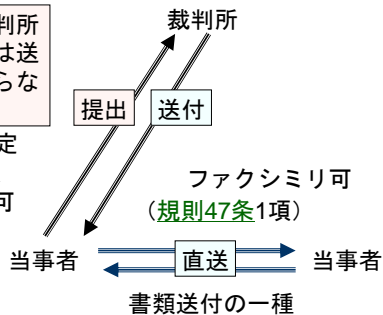 裁判所
判所
は送
らな
提出
送付
定
ファクシミリ可
可
（規則47条1項）
当事者
直送
当事者
書類送付の一種